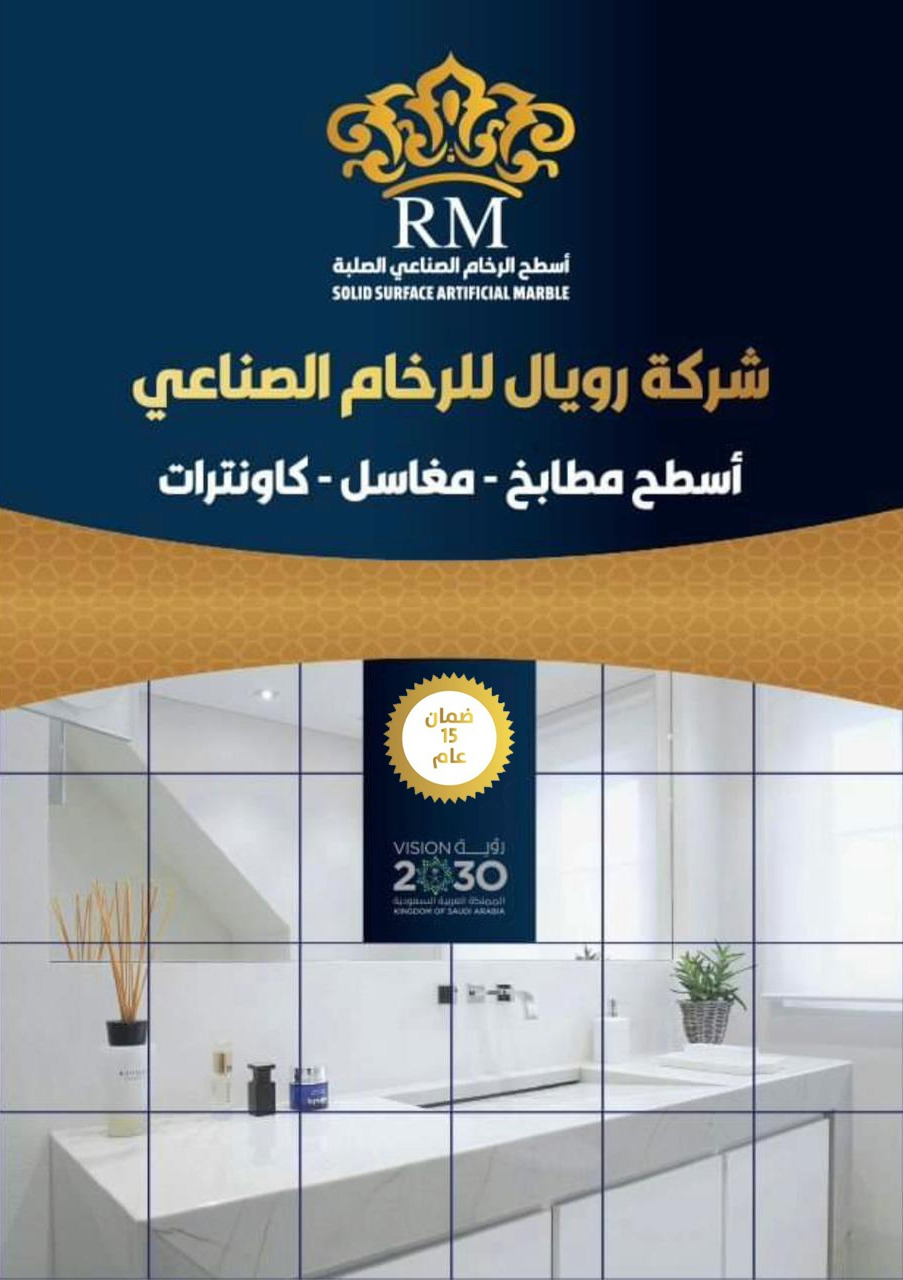 RM
أسطح الرخام الصناعي الصلبة
SOLID SURFACE ARTIFICIAL MARBLE
شركة رويال للرخام الصناعي
أسطح مطابخ - مغاسل - كاونترات
ضمان
15
عام
VISION رؤيــــة
2030
المملكة العربية السعودية
KINGDOM OF SAUDI ARABIA